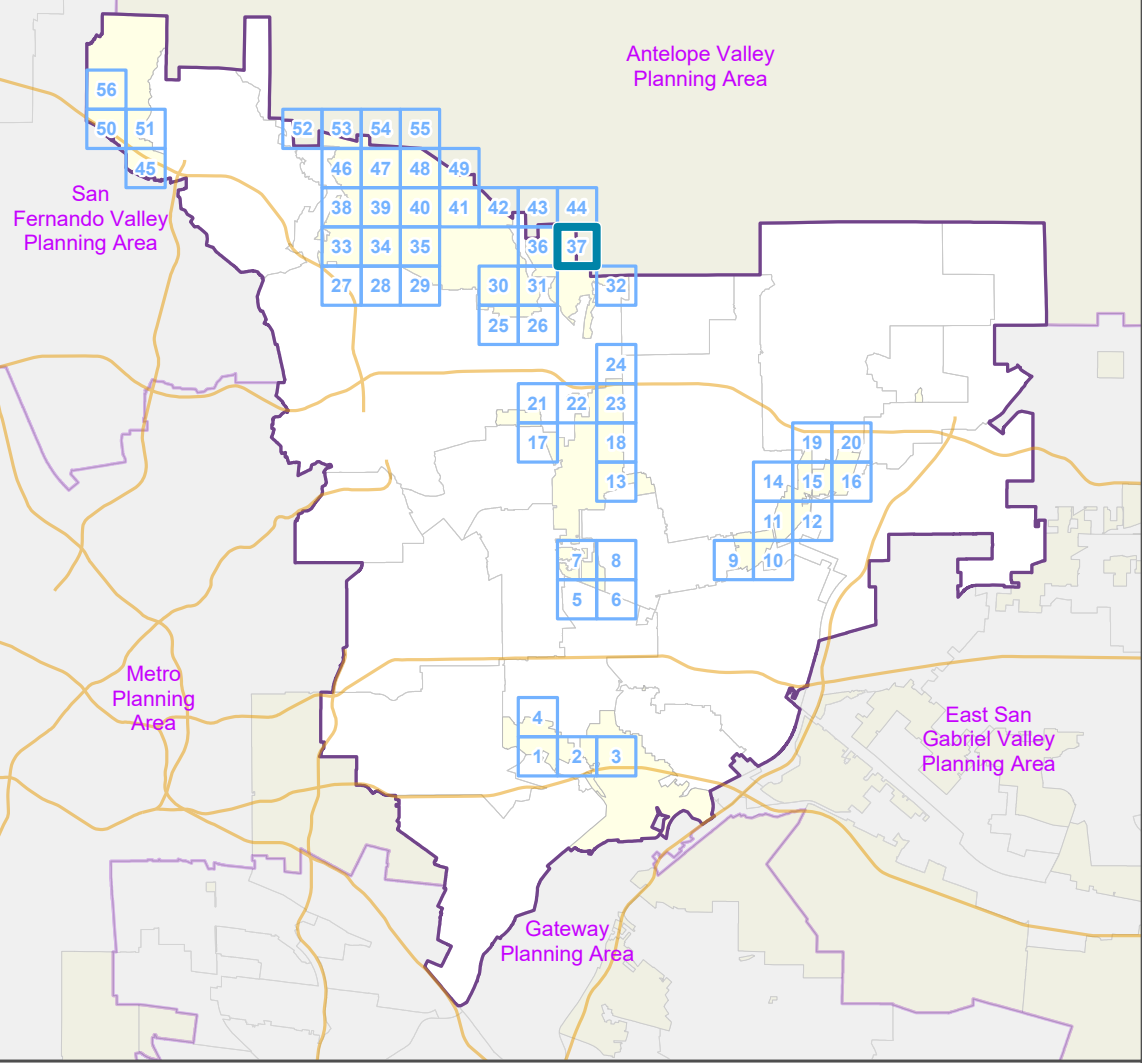 Antelope Valley
Planning Area
56
50 51
52 53 54 55
45
46 47 48 49
San
Fernando Valley
Planning Area
38 39 40 41 42 43 44
33 34 35 36 37
27 28 29 30 31 32
25 26
24
21 22 23
17 18
19 20
13
14 15 16
11 12
7 8
9 10
5 6
Metro
Planning
Area
4
1 2 3
East San
Gabriel Valley
Planning Area
Gateway
Planning Area